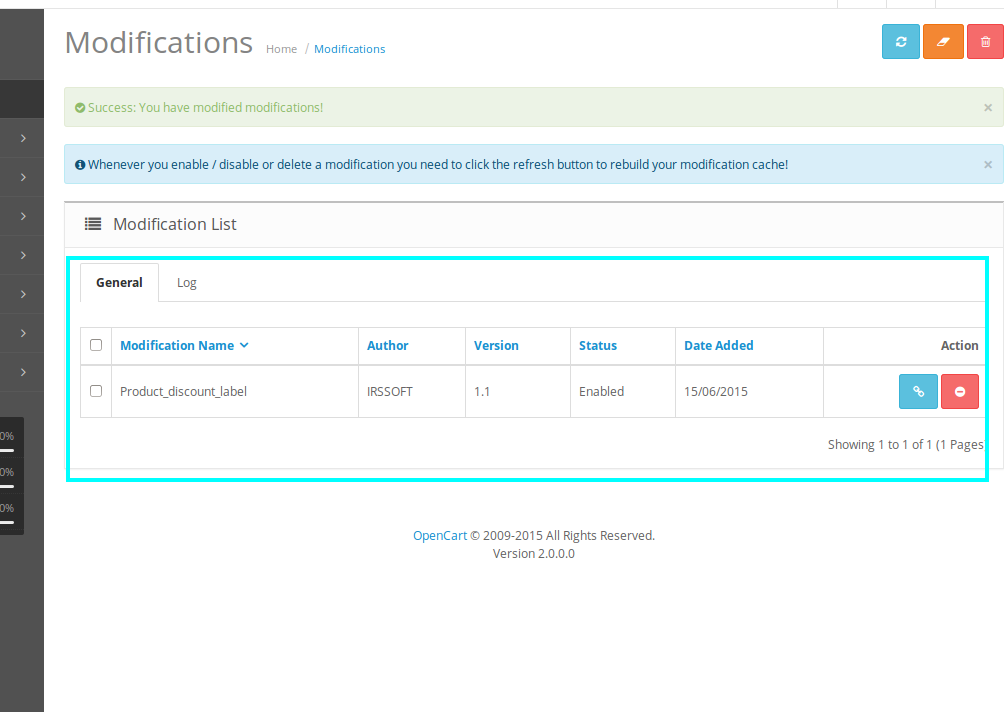 Modifications Home / Modifications
Success: You have modified modifications! ×
Whenever you enable / disable or delete a modification you need to click the refresh button to rebuild your modification cache! ×
Modification List
General Log
Modification Name Author Version Status Date Added Action
Product_discount_label IRSSOFT 1.1 Enabled 15/06/2015
Showing 1 to 1 of 1 (1 Pages
0%
0%
0%
OpenCart © 2009-2015 All Rights Reserved.
Version 2.0.0.0